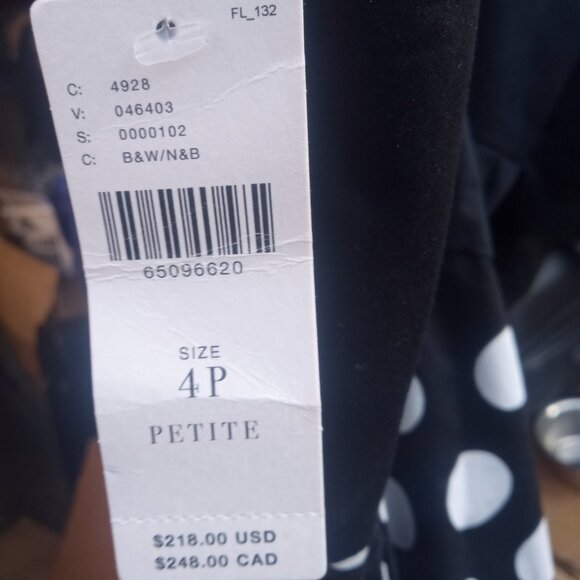 FL_132
C: 4928
V: 046403
S: 0000102
C: B&W/N&B
65096620
SIZE
4P
PETITE
$218.00 USD
$248.00 CAD